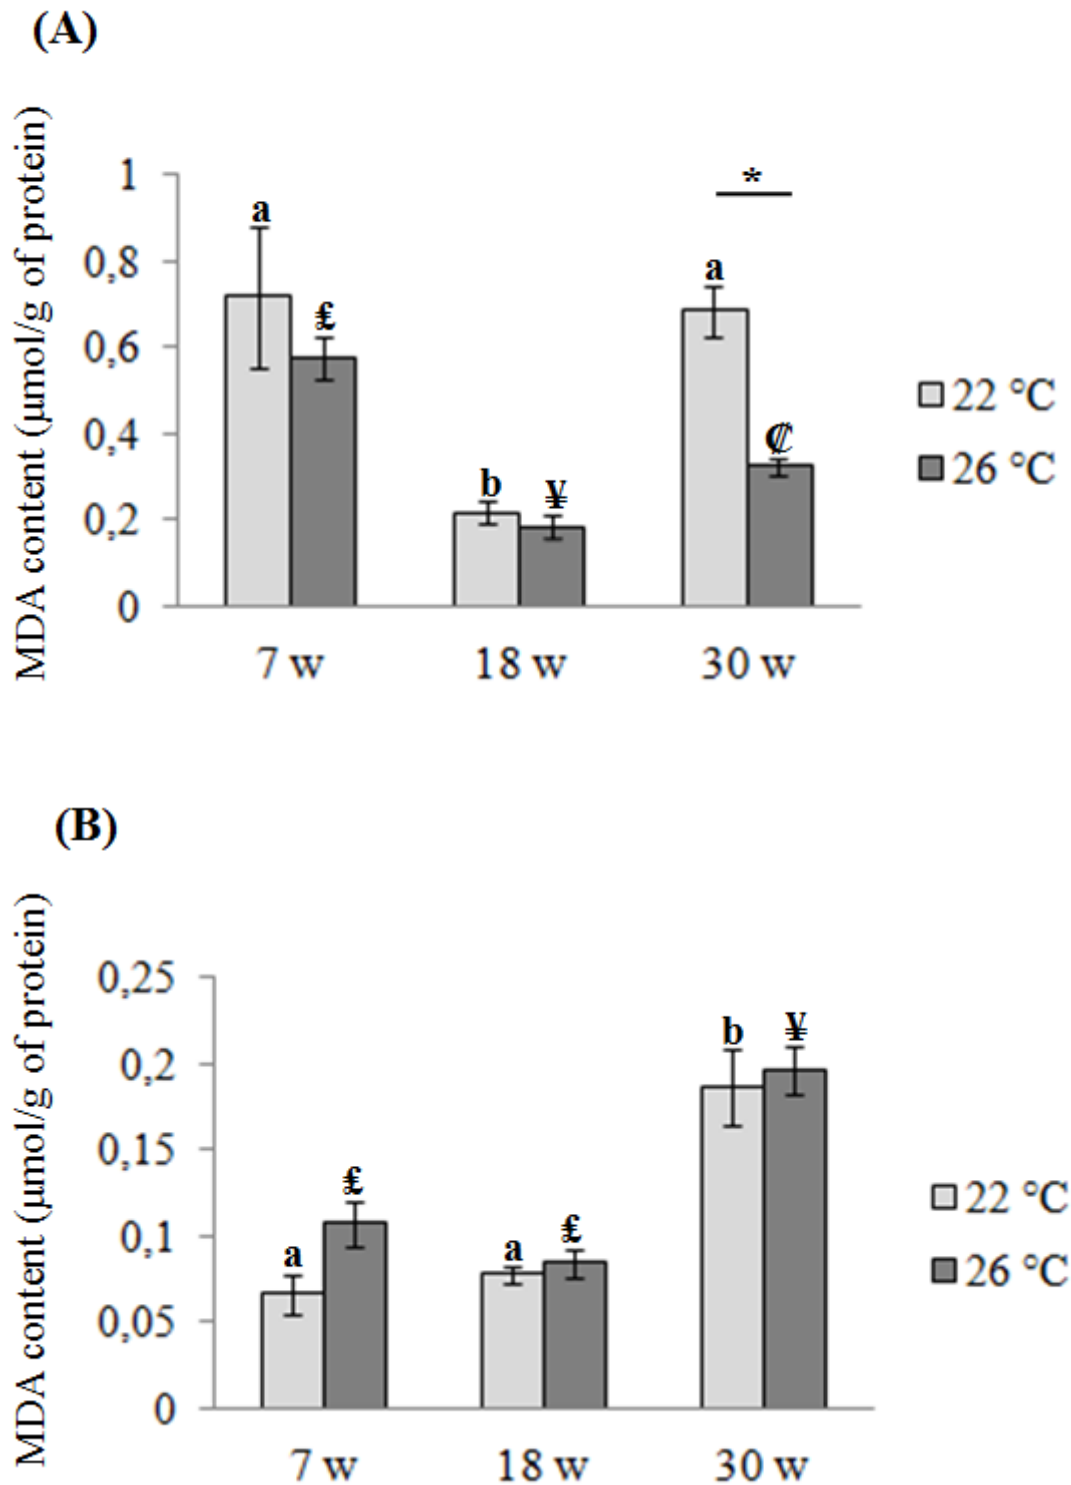 (A)
MDA content (µmol/g of protein)
1
0,8
0,6
0,4
0,2
0
a
₤
b
¥
*
a
₡
7 w
18 w
30 w
22 °C
26 °C
(B)
MDA content (µmol/g of protein)
0,25
0,2
0,15
0,1
0,05
0
a
₤
a
₤
b
¥
7 w
18 w
30 w
22 °C
26 °C